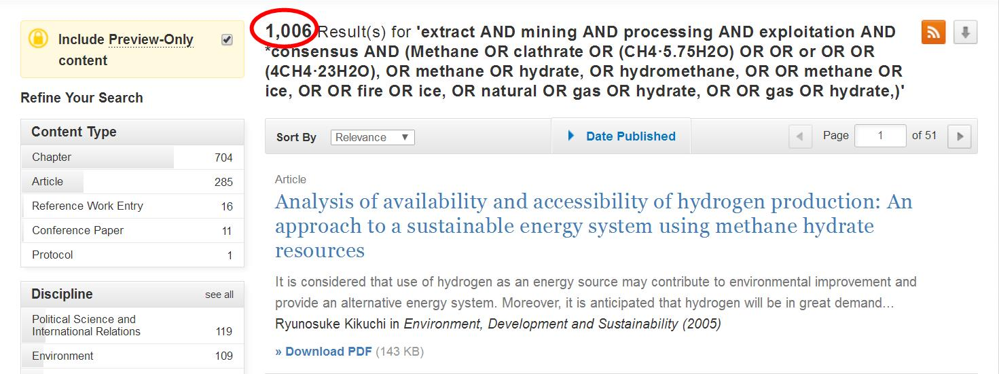 Include Preview-Only
content
Refine Your Search
Content Type
Chapter 704
Article 285
Reference Work Entry 16
Conference Paper 11
Protocol 1
Discipline see all
Political Science and
International Relations 119
Environment 109
1,006 Result(s) for 'extract AND mining AND processing AND exploitation AND
*consensus AND (Methane OR clathrate OR (CH4·5.75H2O) OR OR or OR OR
(4CH4·23H2O), OR methane OR hydrate, OR hydromethane, OR OR methane OR
ice, OR OR fire OR ice, OR natural OR gas OR hydrate, OR OR gas OR hydrate,)'
Sort By Relevance ▼ Date Published Page 1 of 51
Article
Analysis of availability and accessibility of hydrogen production: An
approach to a sustainable energy system using methane hydrate
resources
It is considered that use of hydrogen as an energy source may contribute to environmental improvement and
provide an alternative energy system. Moreover, it is anticipated that hydrogen will be in great demand...
Ryunosuke Kikuchi in Environment, Development and Sustainability (2005)
» Download PDF (143 KB)